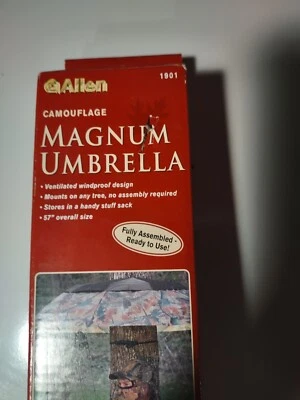 Allen
1901
CAMOUFLAGE
MAGNUM
UMBRELLA
• Ventilated windproof design
• Mounts on any tree, no assembly required
• Stores in a handy stuff sack
• 57" overall size
Fully Assembled -
Ready to Use!